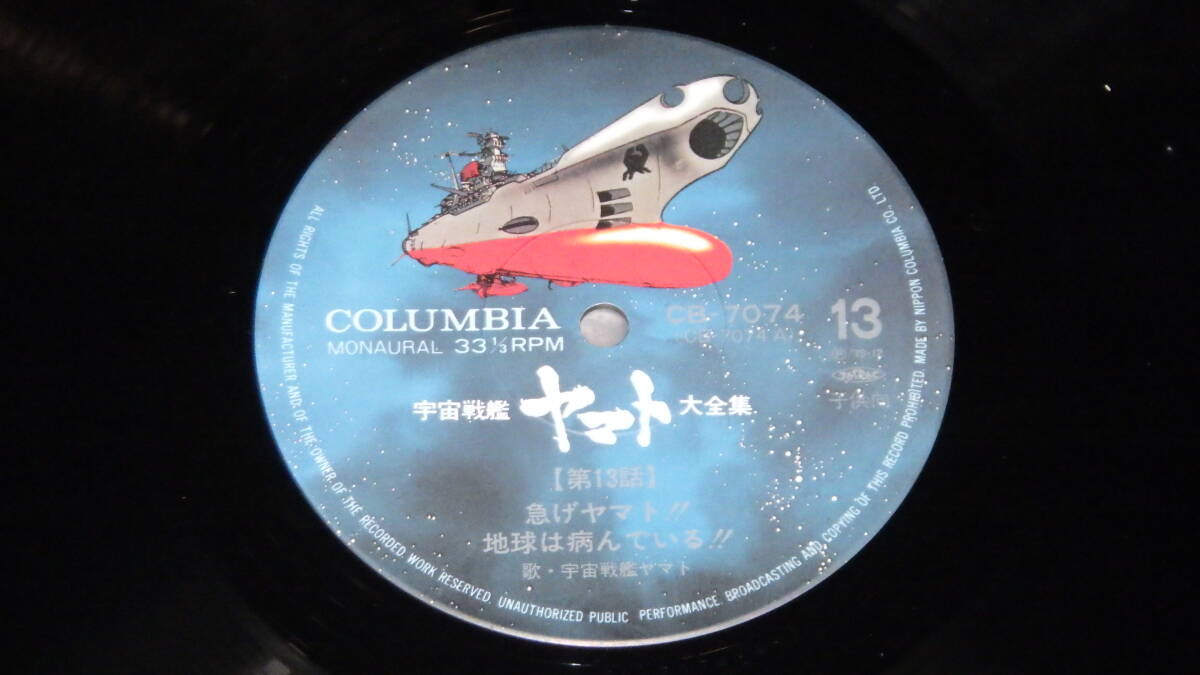 COLUMBIA
MONAURAL 33⅓RPM
CB-7074
(CB-7074A)
13
宇宙戦艦 ヤマト 大全集
【第13話】
急げヤマト!!
地球は病んている!!
歌・宇宙戦艦ヤマト
ALL RIGHTS OF THE MANUFACTURER AND OF THE OWNER OF THE RECORDED WORK RESERVED. UNAUTHORIZED PUBLIC PERFORMANCE. BROADCASTING AND COPYING OF THIS RECORD PROHIBITED. MADE BY NIPPON COLUMBIA CO., LTD.